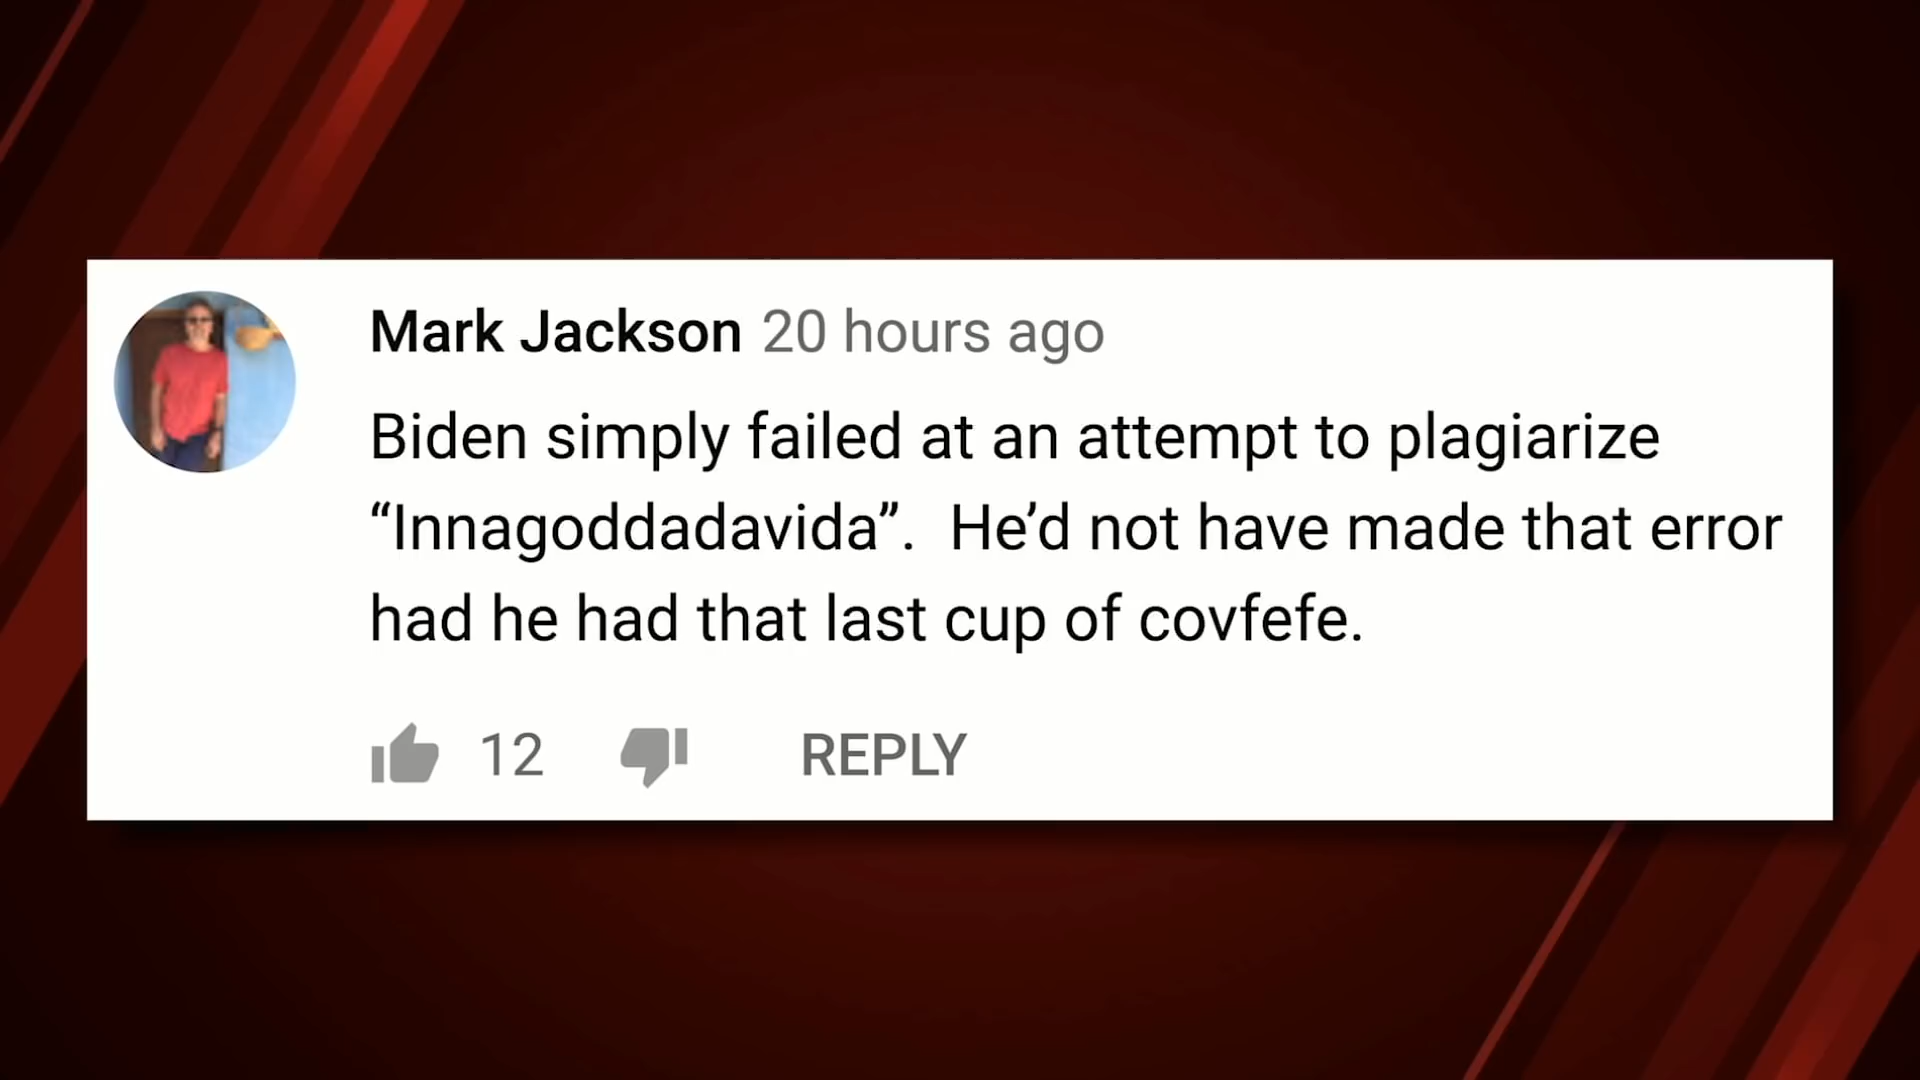 Mark Jackson 20 hours ago
Biden simply failed at an attempt to plagiarize
“Innagoddadavida”.  He’d not have made that error
had he had that last cup of covfefe.
12 REPLY